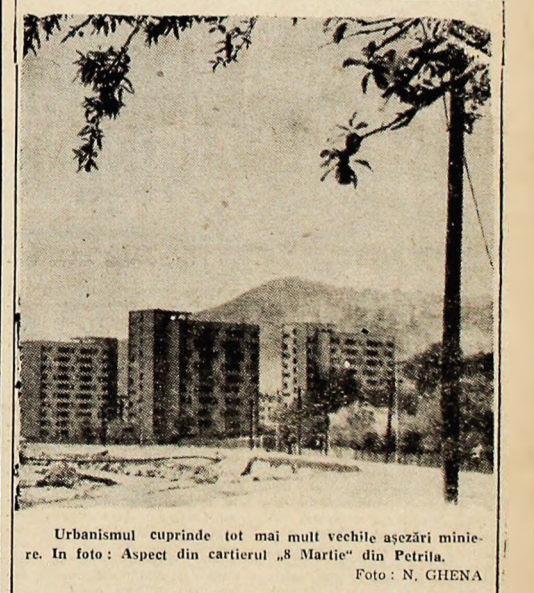 Urbanismul cuprinde tot mai mult vechile așezări minie-
re. In foto : Aspect din cartierul „8 Martie“ din Petrila.
Foto : N. GHENA